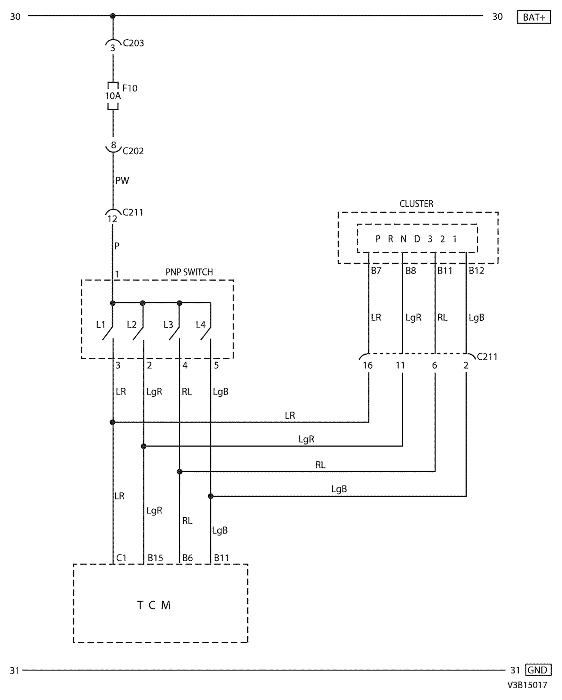 30 30 BAT+
C203
3
F10
10A
8
C202
PW
C211
12
P
CLUSTER
P R N D 3 2 1
1 PNP SWITCH
B7 B8 B11 B12
L1 L2 L3 L4
LR LgR RL LgB
C211
3 2 4 5
16 11 6 2
LR LgR RL LgB
LR
LgR
RL
LgB
LR
LgR
RL
LgB
C1 B15 B6 B11
T C M
31 31 GND
V3B15017